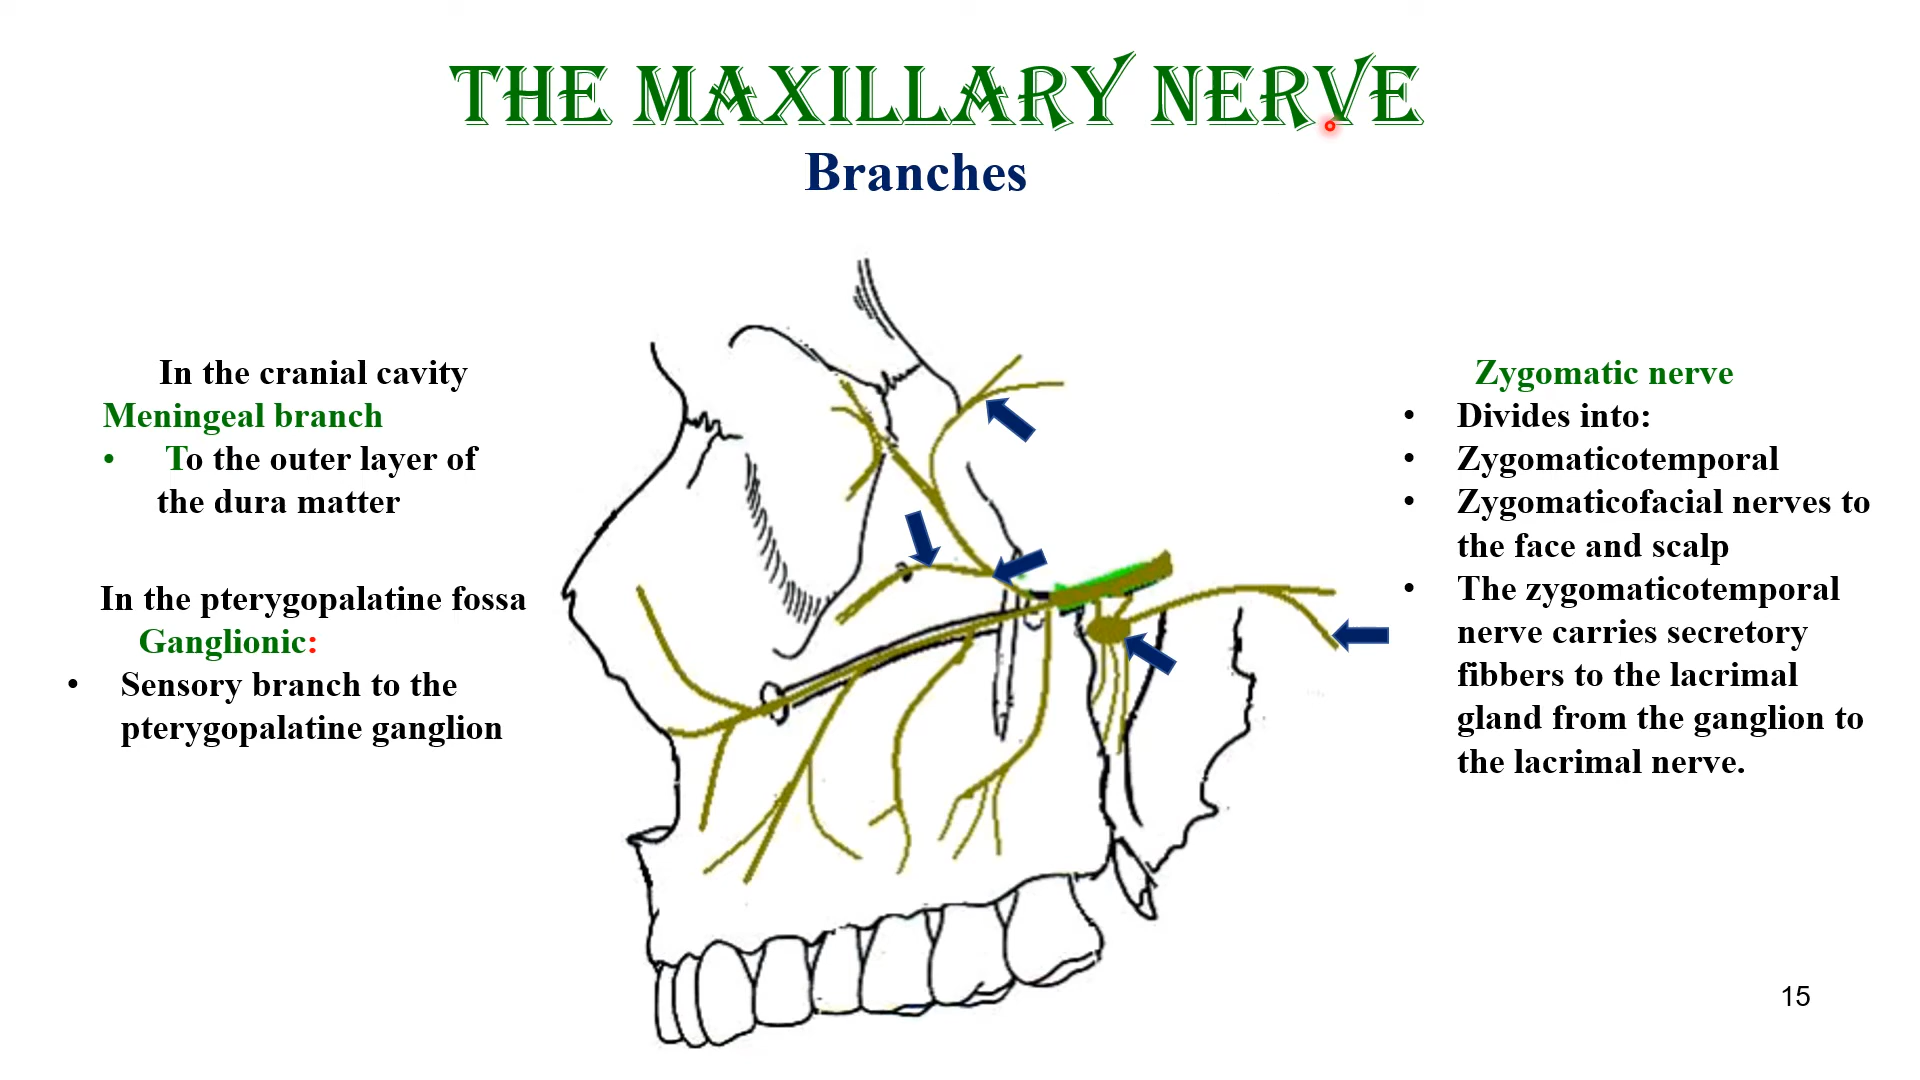 THE MAXILLARY NERVE
Branches
In the cranial cavity
Meningeal branch
• To the outer layer of
the dura matter
In the pterygopalatine fossa
Ganglionic:
• Sensory branch to the
pterygopalatine ganglion
Zygomatic nerve
• Divides into:
• Zygomaticotemporal
• Zygomaticofacial nerves to
the face and scalp
• The zygomaticotemporal
nerve carries secretory
fibbers to the lacrimal
gland from the ganglion to
the lacrimal nerve.
15